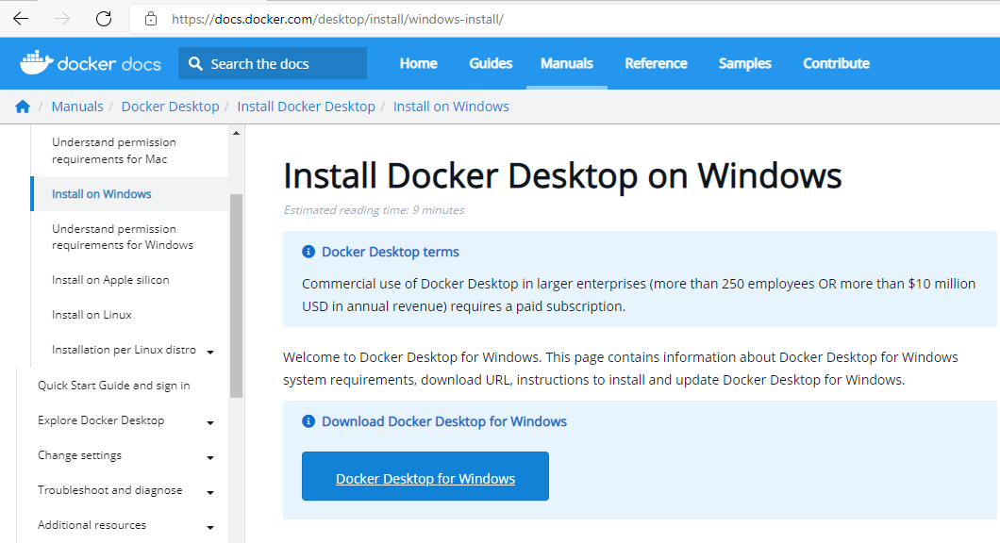 https://docs.docker.com/desktop/install/windows-install/
docker docs
Search the docs
Home Guides Manuals Reference Samples Contribute
/ Manuals / Docker Desktop / Install Docker Desktop / Install on Windows
Understand permission
requirements for Mac
Install on Windows
Understand permission
requirements for Windows
Install on Apple silicon
Install on Linux
Installation per Linux distro
Quick Start Guide and sign in
Explore Docker Desktop
Change settings
Troubleshoot and diagnose
Additional resources
Install Docker Desktop on Windows
Estimated reading time: 9 minutes
Docker Desktop terms
Commercial use of Docker Desktop in larger enterprises (more than 250 employees OR more than $10 million
USD in annual revenue) requires a paid subscription.
Welcome to Docker Desktop for Windows. This page contains information about Docker Desktop for Windows
system requirements, download URL, instructions to install and update Docker Desktop for Windows.
Download Docker Desktop for Windows
Docker Desktop for Windows